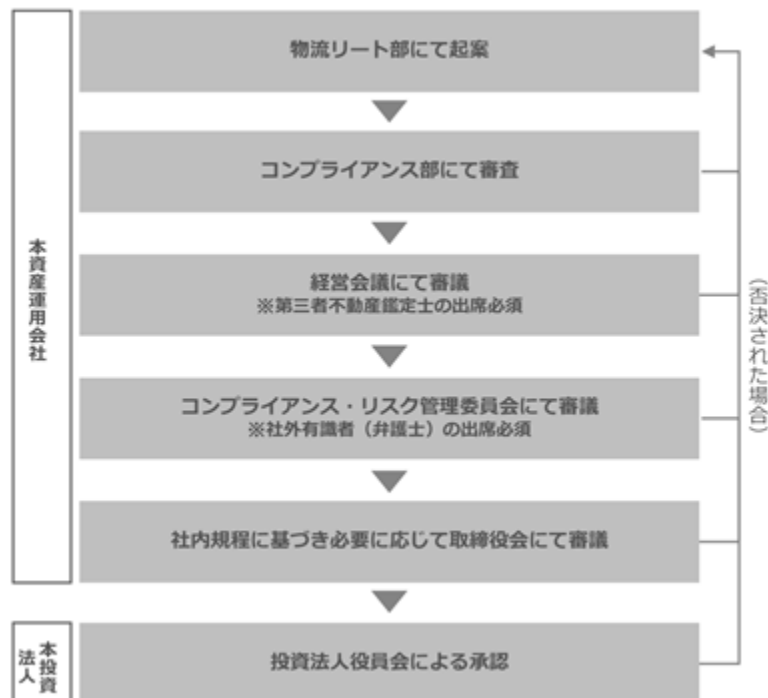 物流リート部にて起案
コンプライアンス部にて審査
経営会議にて審議
※第三者不動産鑑定士の出席必須
コンプライアンス・リスク管理委員会にて審議
※社外有識者（弁護士）の出席必須
社内規程に基づき必要に応じて取締役会にて審議
本資産運用会社
（否決された場合）
投資法人役員会による承認
本投資
法人